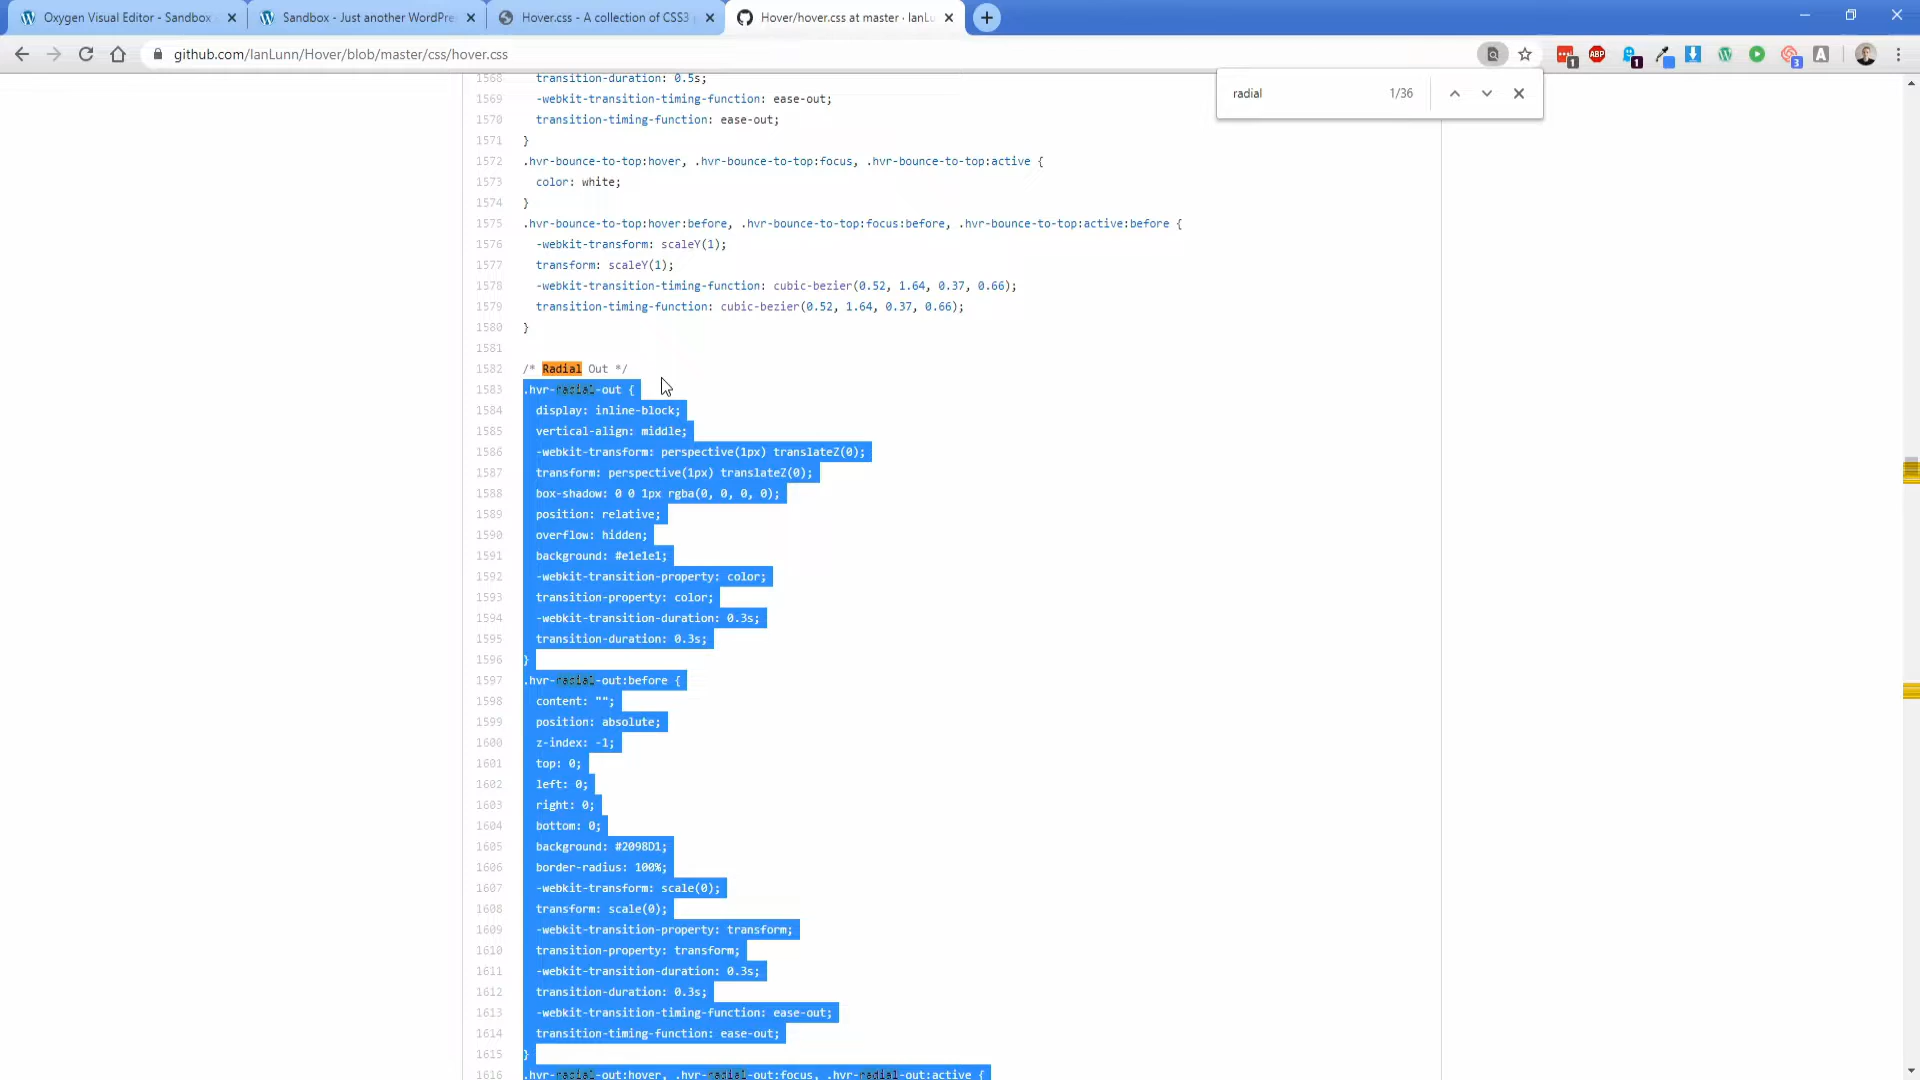 Oxygen Visual Editor - Sandbox
Sandbox - Just another WordPre
Hover.css - A collection of CSS3
Hover/hover.css at master · IanLu
github.com/IanLunn/Hover/blob/master/css/hover.css
ABP
1
1
3
A
radial
1/36
1568 transition-duration: 0.5s;
1569 -webkit-transition-timing-function: ease-out;
1570 transition-timing-function: ease-out;
1571 }
1572 .hvr-bounce-to-top:hover, .hvr-bounce-to-top:focus, .hvr-bounce-to-top:active {
1573 color: white;
1574 }
1575 .hvr-bounce-to-top:hover:before, .hvr-bounce-to-top:focus:before, .hvr-bounce-to-top:active:before {
1576 -webkit-transform: scaleY(1);
1577 transform: scaleY(1);
1578 -webkit-transition-timing-function: cubic-bezier(0.52, 1.64, 0.37, 0.66);
1579 transition-timing-function: cubic-bezier(0.52, 1.64, 0.37, 0.66);
1580 }
1581
1582 /* Radial Out */
1583 .hvr-radial-out {
1584 display: inline-block;
1585 vertical-align: middle;
1586 -webkit-transform: perspective(1px) translateZ(0);
1587 transform: perspective(1px) translateZ(0);
1588 box-shadow: 0 0 1px rgba(0, 0, 0, 0);
1589 position: relative;
1590 overflow: hidden;
1591 background: #e1e1e1;
1592 -webkit-transition-property: color;
1593 transition-property: color;
1594 -webkit-transition-duration: 0.3s;
1595 transition-duration: 0.3s;
1596 }
1597 .hvr-radial-out:before {
1598 content: "";
1599 position: absolute;
1600 z-index: -1;
1601 top: 0;
1602 left: 0;
1603 right: 0;
1604 bottom: 0;
1605 background: #2098D1;
1606 border-radius: 100%;
1607 -webkit-transform: scale(0);
1608 transform: scale(0);
1609 -webkit-transition-property: transform;
1610 transition-property: transform;
1611 -webkit-transition-duration: 0.3s;
1612 transition-duration: 0.3s;
1613 -webkit-transition-timing-function: ease-out;
1614 transition-timing-function: ease-out;
1615 }
1616 .hvr-radial-out:hover, .hvr-radial-out:focus, .hvr-radial-out:active {